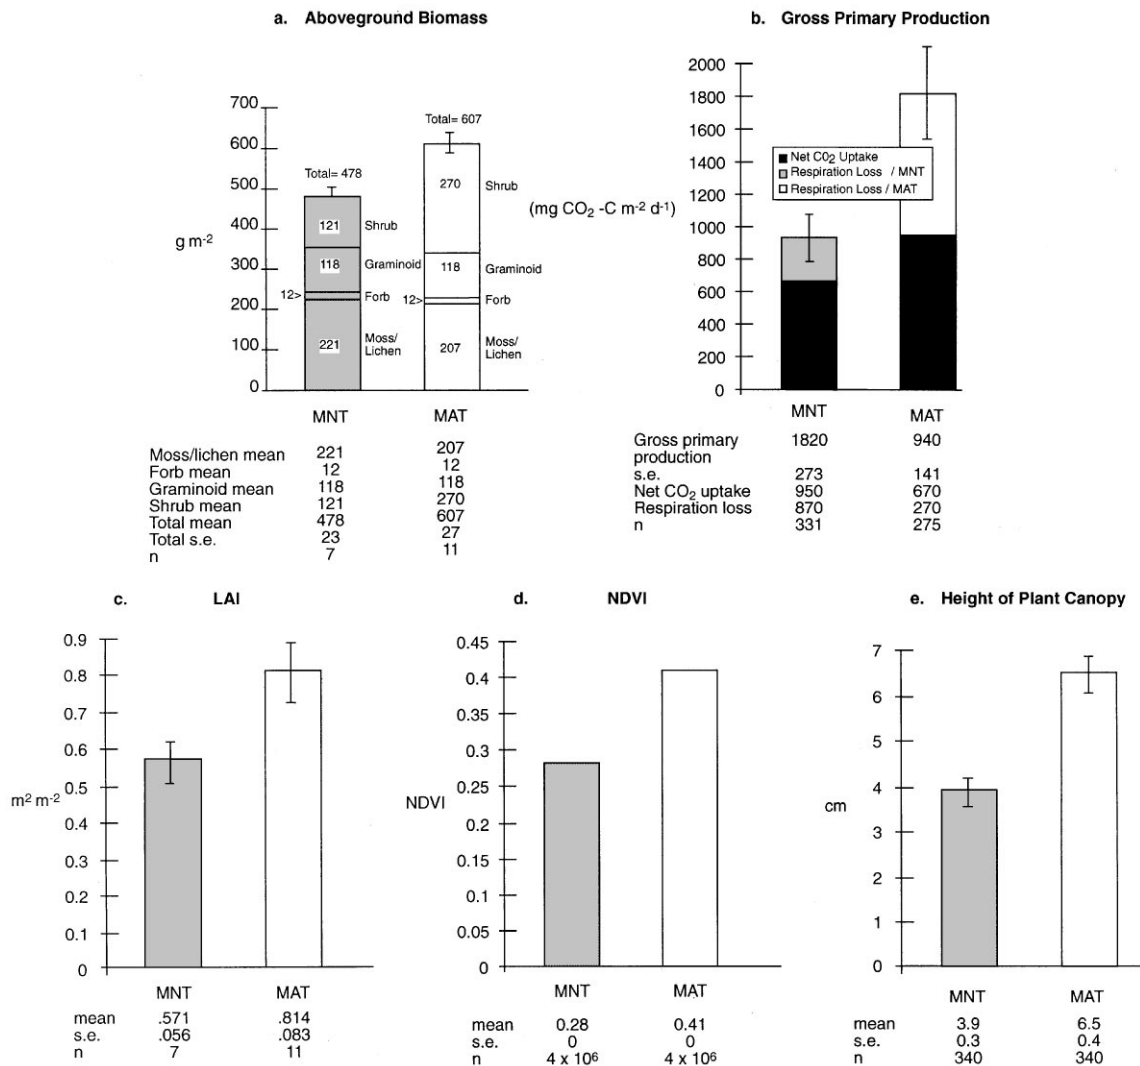 a. Aboveground Biomass
700
600
500
400
300
200
100
0
g m-2
Total= 478
121
118
12>
221
Shrub
Graminoid
Forb
Moss/
Lichen
Total= 607
270
118
12>
207
Shrub
Graminoid
Forb
Moss/
Lichen
MNT MAT
Moss/lichen mean 221 207
Forb mean 12 12
Graminoid mean 118 118
Shrub mean 121 270
Total mean 478 607
Total s.e. 23 27
n 7 11
b. Gross Primary Production
2000
1800
1600
1400
1200
1000
800
600
400
200
0
(mg CO2 -C m-2 d-1)
Net CO2 Uptake
Respiration Loss / MNT
Respiration Loss / MAT
MNT MAT
Gross primary 1820 940
production
s.e. 273 141
Net CO2 uptake 950 670
Respiration loss 870 270
n 331 275
c. LAI
0.9
0.8
0.7
0.6
0.5
0.4
0.3
0.2
0.1
0
m2 m-2
MNT MAT
mean .571 .814
s.e. .056 .083
n 7 11
d. NDVI
0.45
0.4
0.35
0.3
0.25
0.2
0.15
0.1
0.05
0
NDVI
MNT MAT
mean 0.28 0.41
s.e. 0 0
n 4 x 106 4 x 106
e. Height of Plant Canopy
7
6
5
4
3
2
1
0
cm
MNT MAT
mean 3.9 6.5
s.e. 0.3 0.4
n 340 340